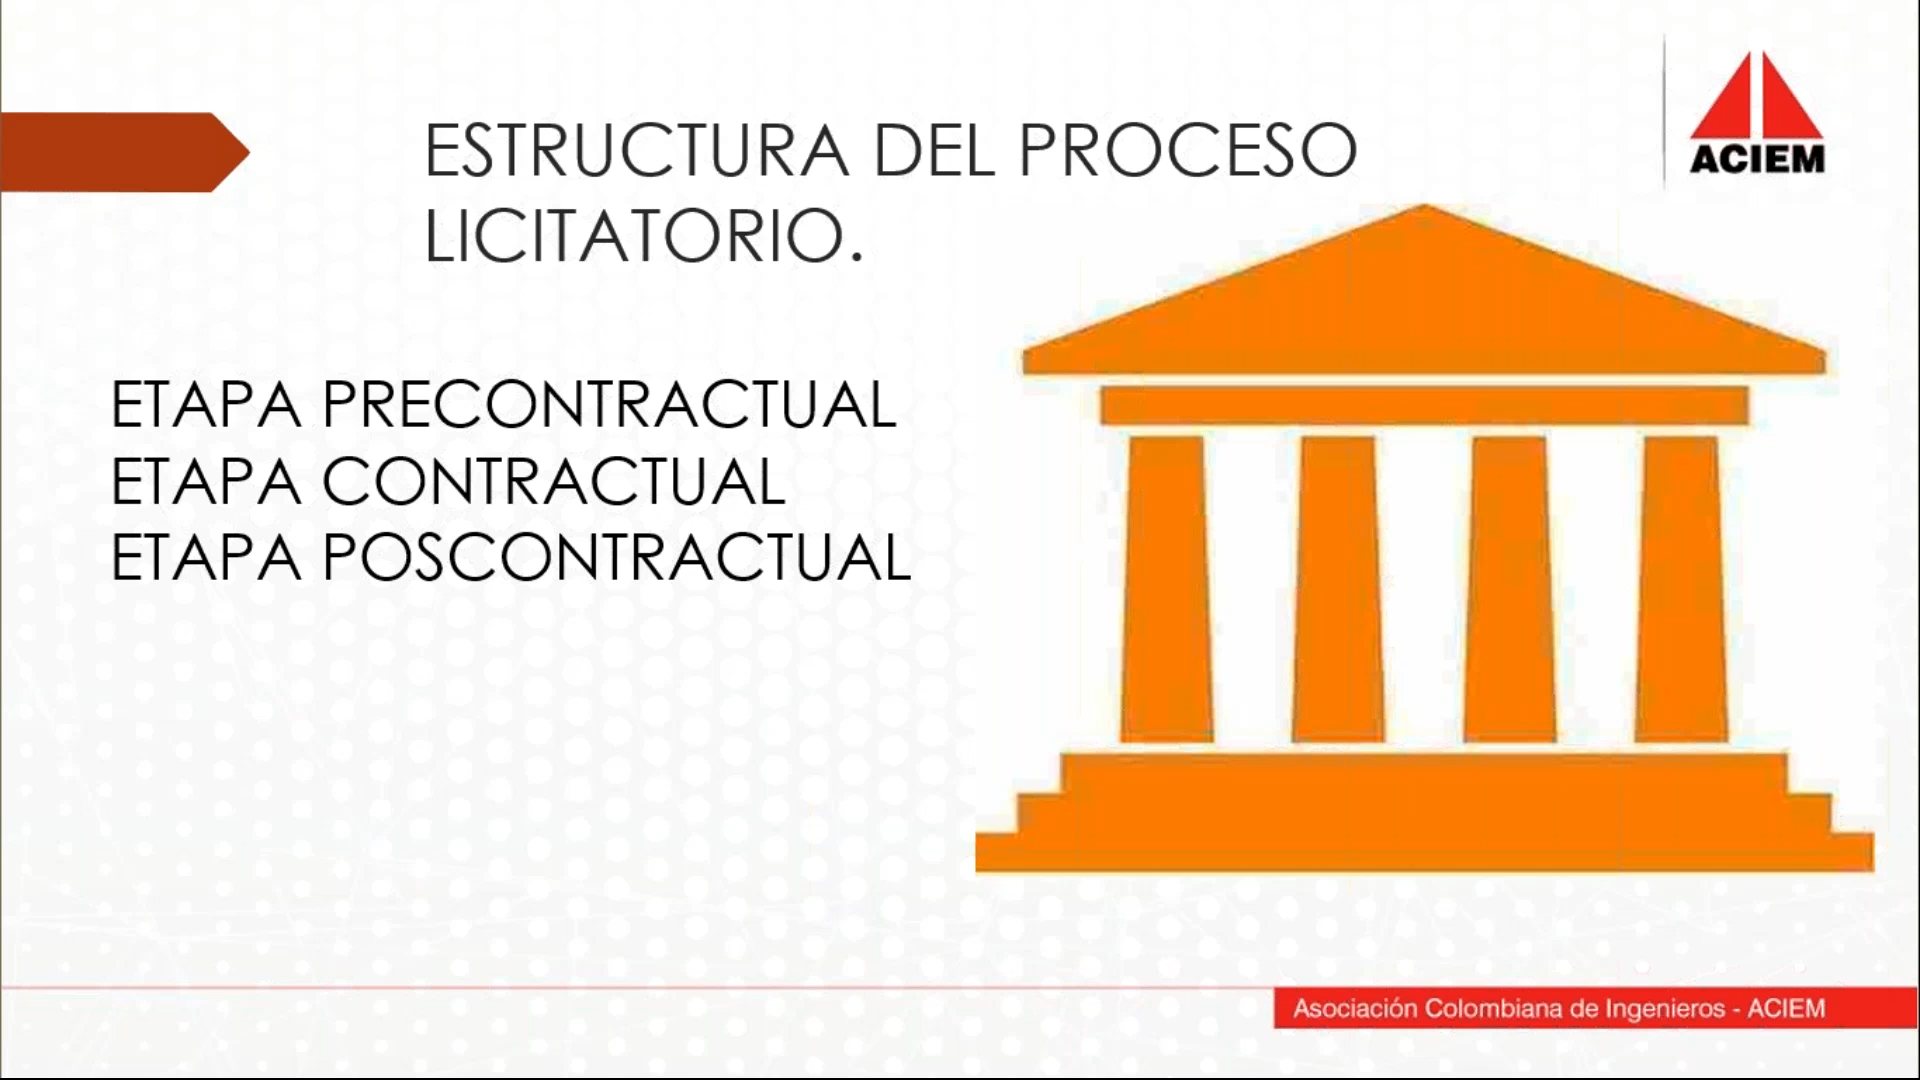 ACIEM
ESTRUCTURA DEL PROCESO
LICITATORIO.
ETAPA PRECONTRACTUAL
ETAPA CONTRACTUAL
ETAPA POSCONTRACTUAL
Asociación Colombiana de Ingenieros - ACIEM